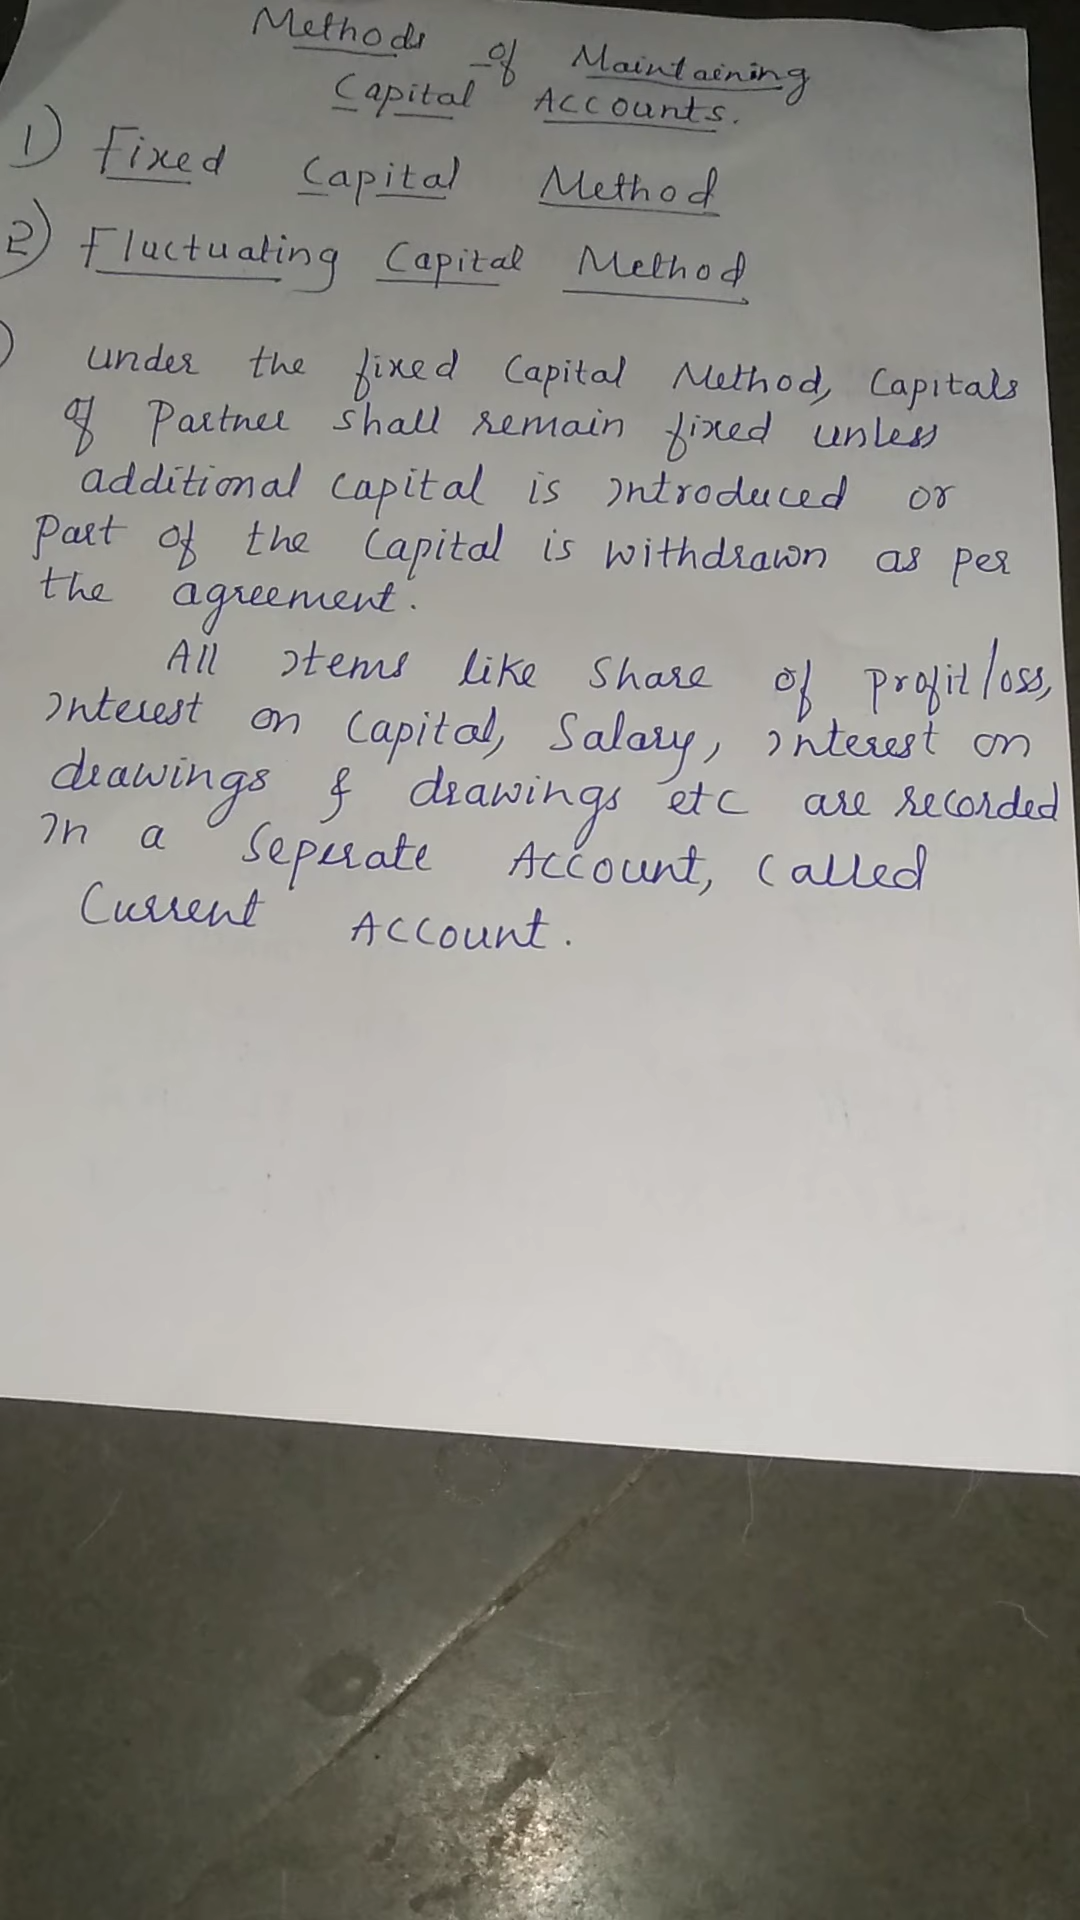 Methods of Maintaining
Capital Accounts.
1) Fixed Capital Method
2) Fluctuating Capital Method
) under the fixed Capital Method, Capitals
of Partner shall remain fixed unless
additional capital is introduced or
Part of the Capital is withdrawn as per
the agreement.
All items like Share of Profit/loss,
interest on Capital, Salary, interest on
drawings & drawings etc are recorded
in a Seperate Account, Called
Current Account.